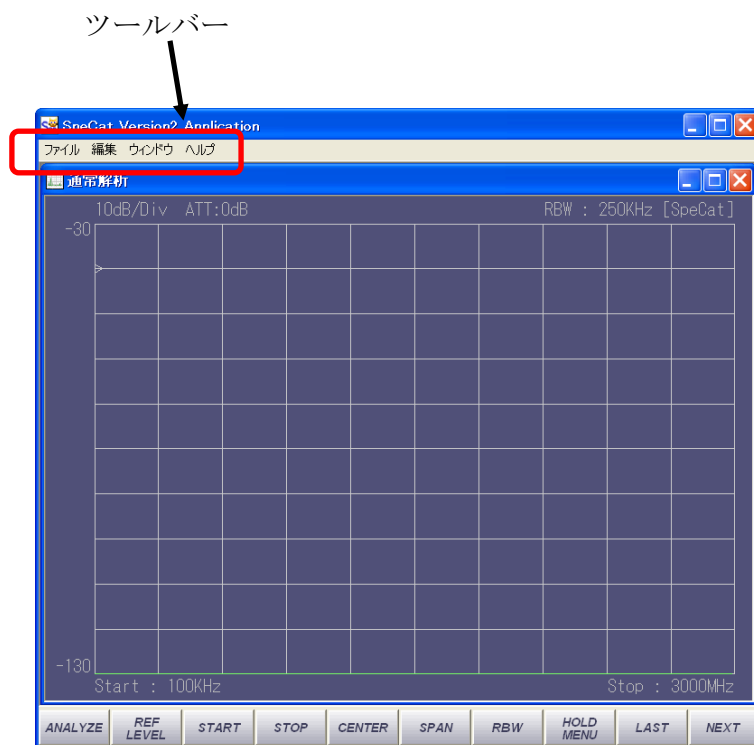 ツールバー
SpeCat Version2 Application
ファイル 編集 ウィンドウ ヘルプ
通常解析
10dB/Div ATT:0dB RBW : 250KHz [SpeCat]
-30
-130
Start : 100KHz Stop : 3000MHz
ANALYZE REF LEVEL START STOP CENTER SPAN RBW HOLD MENU LAST NEXT